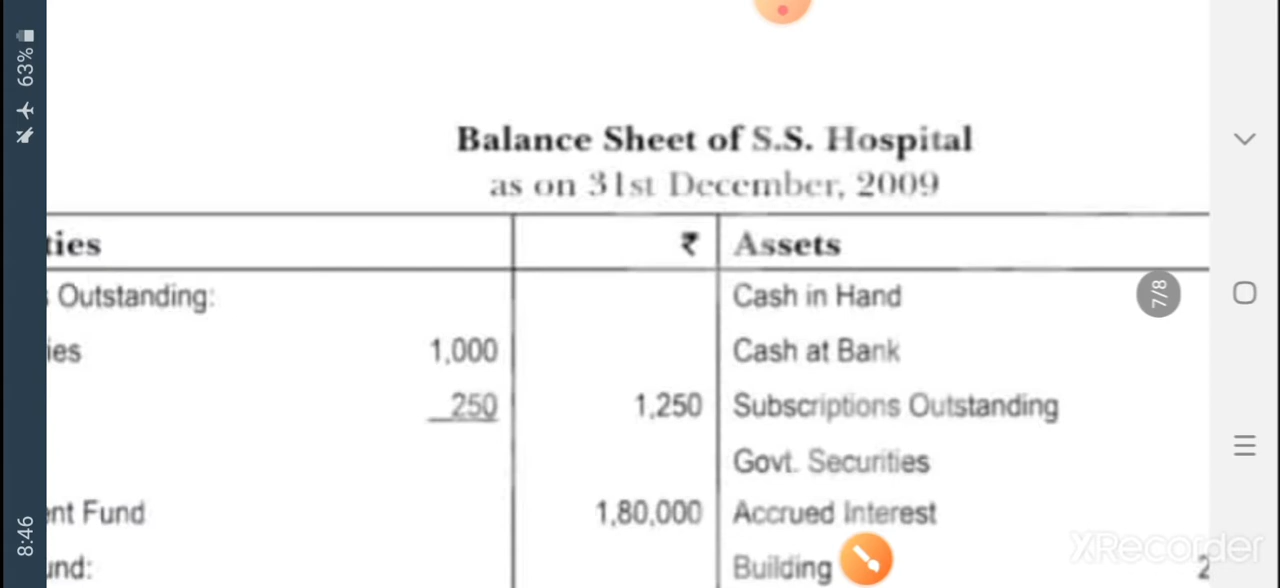 63%
8:46
Balance Sheet of S.S. Hospital
as on 31st December, 2009
ties ₹ Assets
Outstanding: Cash in Hand
7/8
ies 1,000 Cash at Bank
250 1,250 Subscriptions Outstanding
Govt. Securities
nt Fund 1,80,000 Accrued Interest
und: Building 2
XRecorder